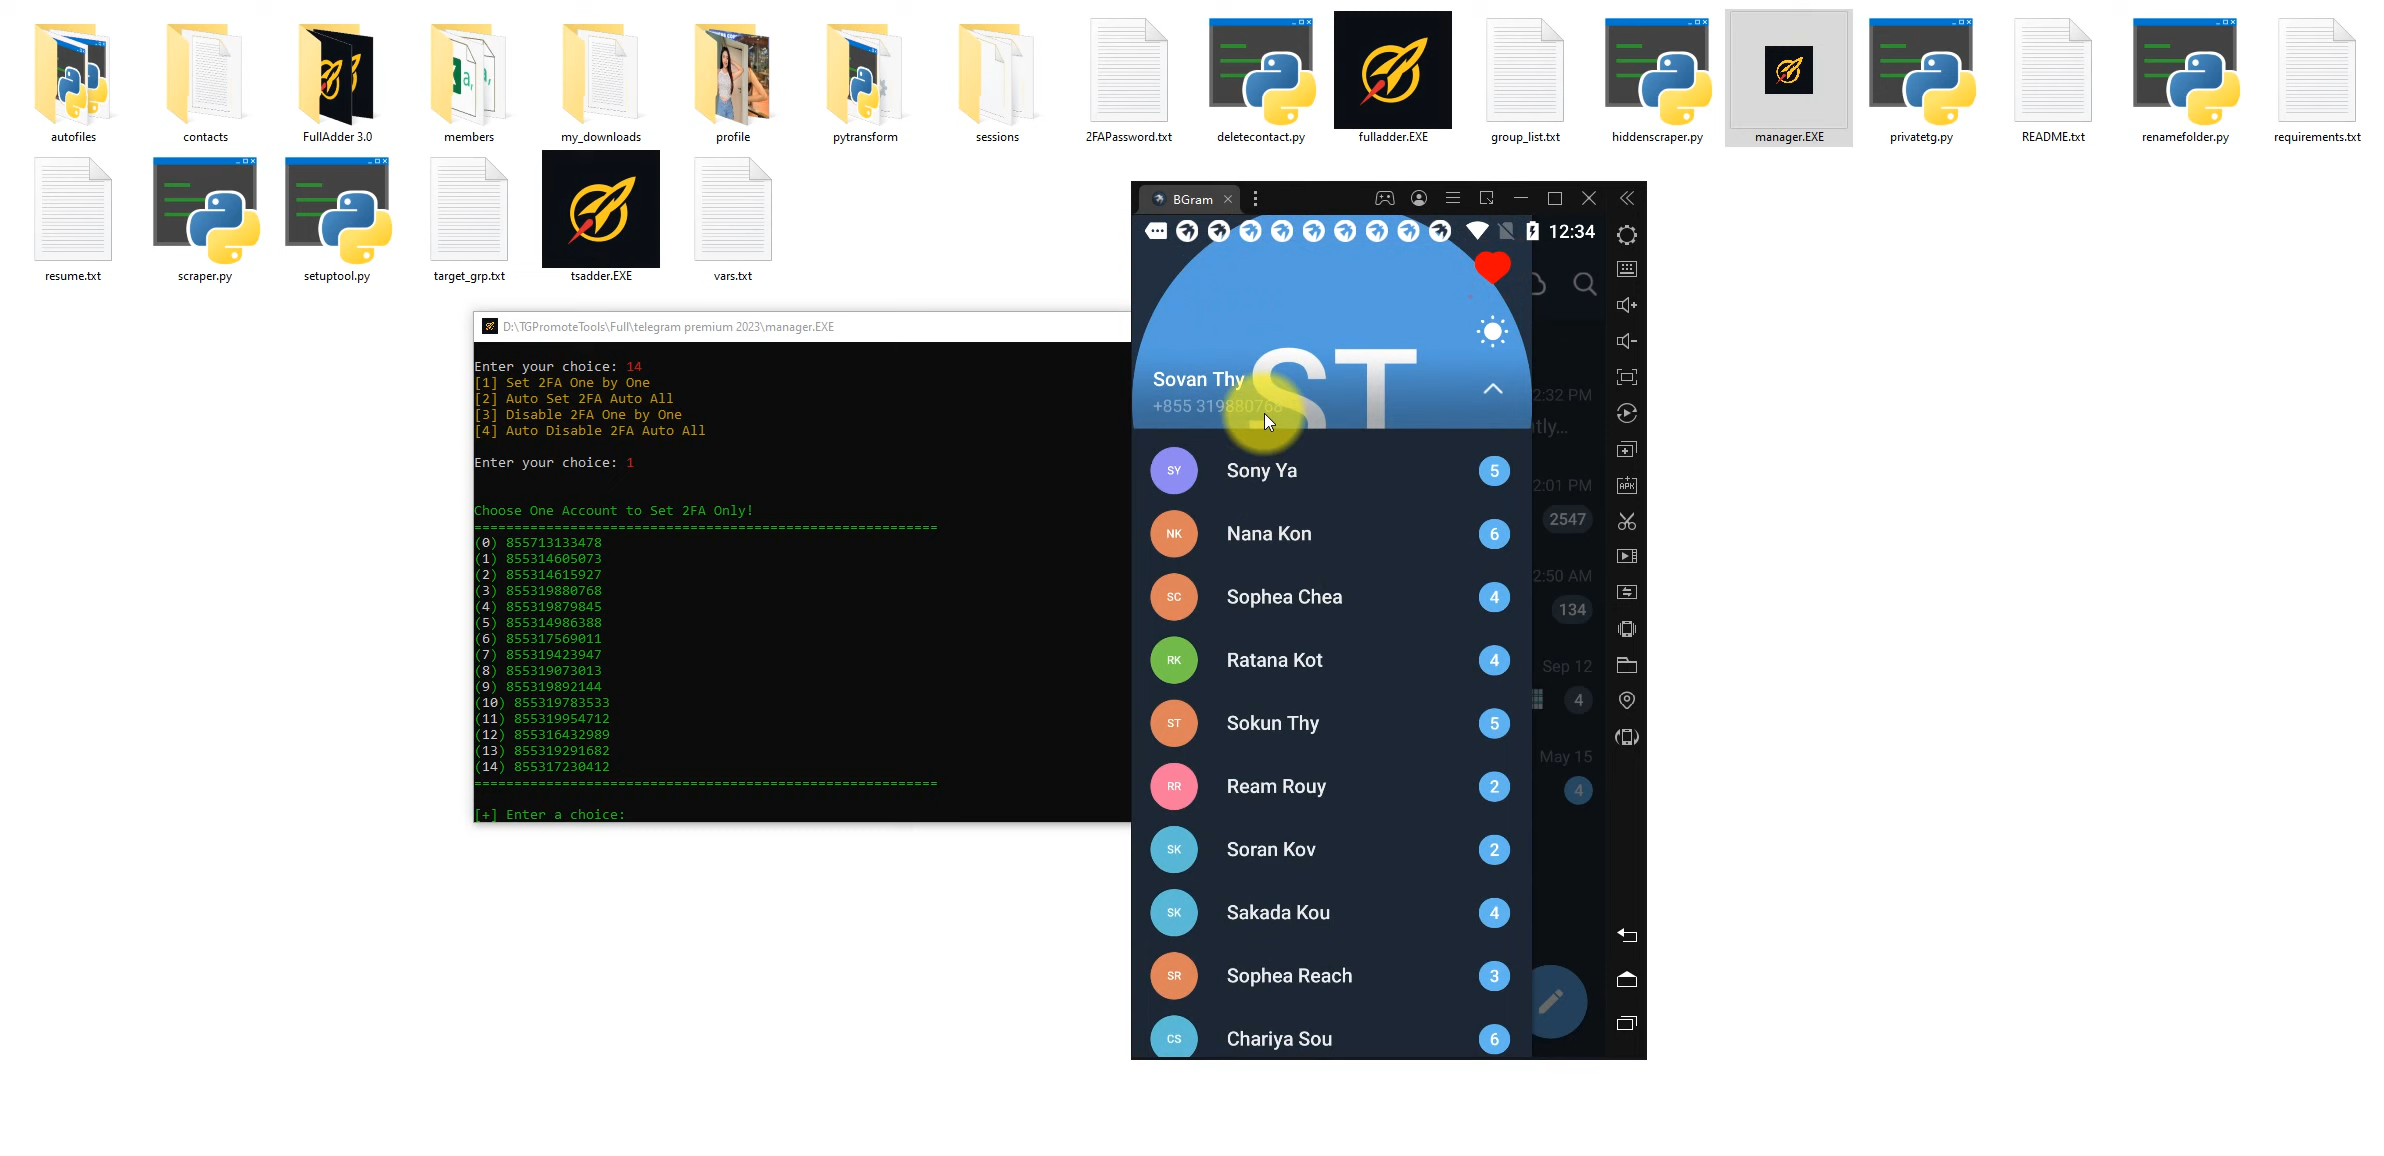 autofiles
contacts
FullAdder 3.0
members
my_downloads
profile
pytransform
sessions
2FAPassword.txt
deletecontact.py
fulladder.EXE
group_list.txt
hiddenscraper.py
manager.EXE
privatetg.py
README.txt
renamefolder.py
requirements.txt
resume.txt
scraper.py
setuptool.py
target_grp.txt
tsadder.EXE
vars.txt
D:\TGPromoteTools\Full\telegram premium 2023\manager.EXE
Enter your choice: 14
[1] Set 2FA One by One
[2] Auto Set 2FA Auto All
[3] Disable 2FA One by One
[4] Auto Disable 2FA Auto All
Enter your choice: 1
Choose One Account to Set 2FA Only!
==========================================================
(0) 855713133478
(1) 855314605073
(2) 855314615927
(3) 855319880768
(4) 855319879845
(5) 855314986388
(6) 855317569011
(7) 855319423947
(8) 855319073013
(9) 855319892144
(10) 855319783533
(11) 855319954712
(12) 855316432989
(13) 855319291682
(14) 855317230412
==========================================================
[+] Enter a choice:
BGram
12:34
ST
Sovan Thy
+855 319880768
SY Sony Ya 5
NK Nana Kon 6
SC Sophea Chea 4
RK Ratana Kot 4
ST Sokun Thy 5
RR Ream Rouy 2
SK Soran Kov 2
SK Sakada Kou 4
SR Sophea Reach 3
CS Chariya Sou 6
2:32 PM
tly...
2:01 PM
2547
2:50 AM
134
Sep 12
4
May 15
4
APK